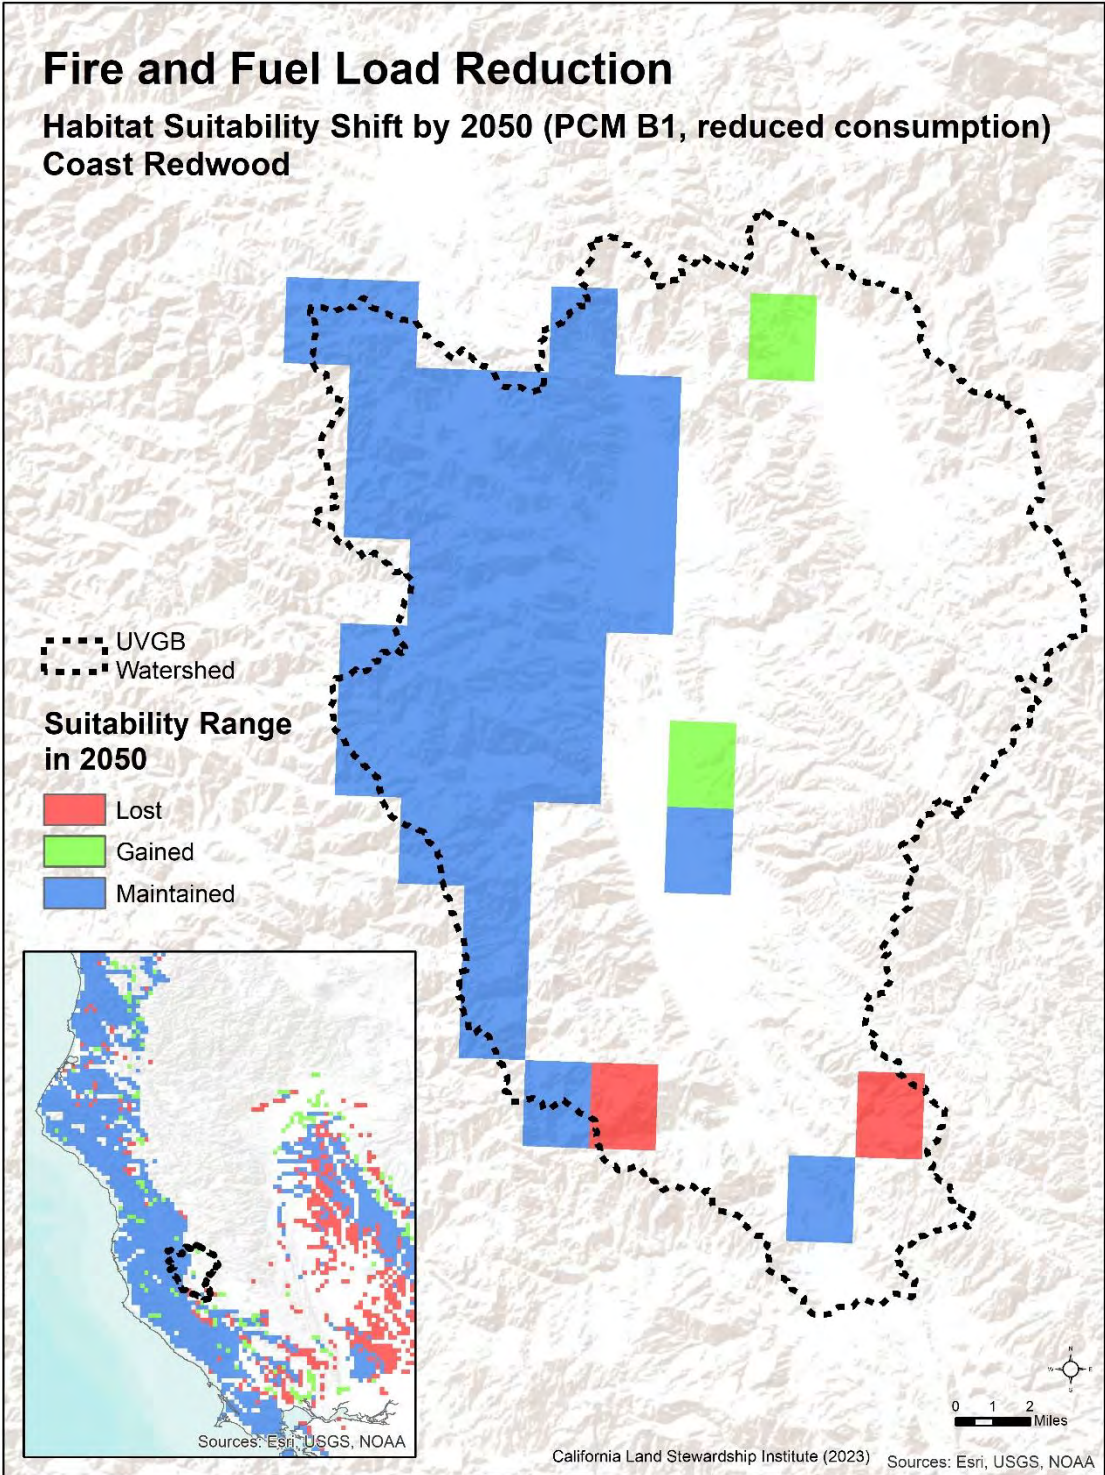 Fire and Fuel Load Reduction
Habitat Suitability Shift by 2050 (PCM B1, reduced consumption)
Coast Redwood
UVGB
Watershed
Suitability Range
in 2050
Lost
Gained
Maintained
Sources: Esri, USGS, NOAA
N
W
E
S
0 1 2
Miles
California Land Stewardship Institute (2023)
Sources: Esri, USGS, NOAA